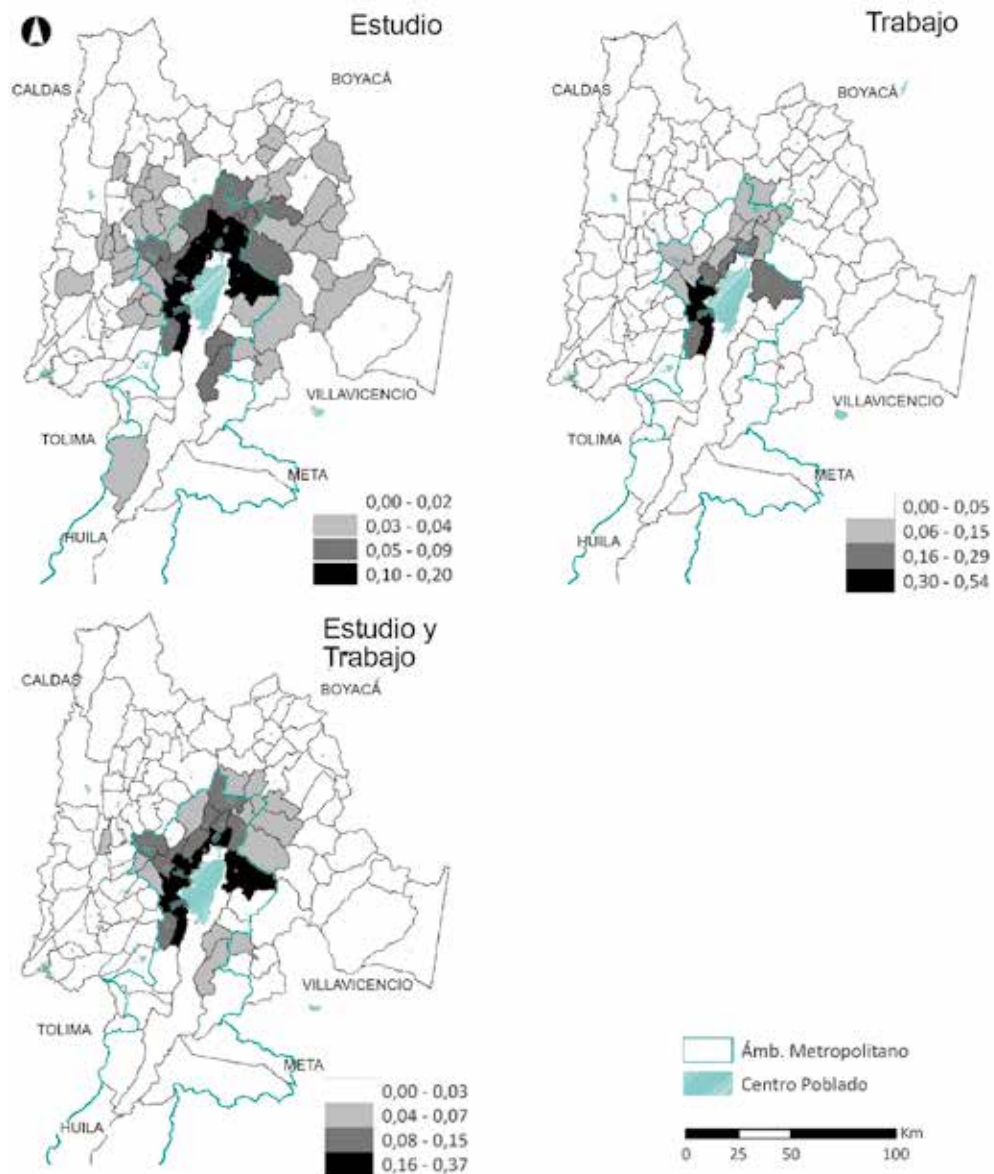 Estudio
CALDAS
BOYACÁ
VILLAVICENCIO
TOLIMA
META
HUILA
0,00 - 0,02
0,03 - 0,04
0,05 - 0,09
0,10 - 0,20
Trabajo
CALDAS
BOYACÁ
VILLAVICENCIO
TOLIMA
META
HUILA
0,00 - 0,05
0,06 - 0,15
0,16 - 0,29
0,30 - 0,54
Estudio y
Trabajo
CALDAS
BOYACÁ
VILLAVICENCIO
TOLIMA
META
HUILA
0,00 - 0,03
0,04 - 0,07
0,08 - 0,15
0,16 - 0,37
Ámb. Metropolitano
Centro Poblado
Km
0 25 50 100